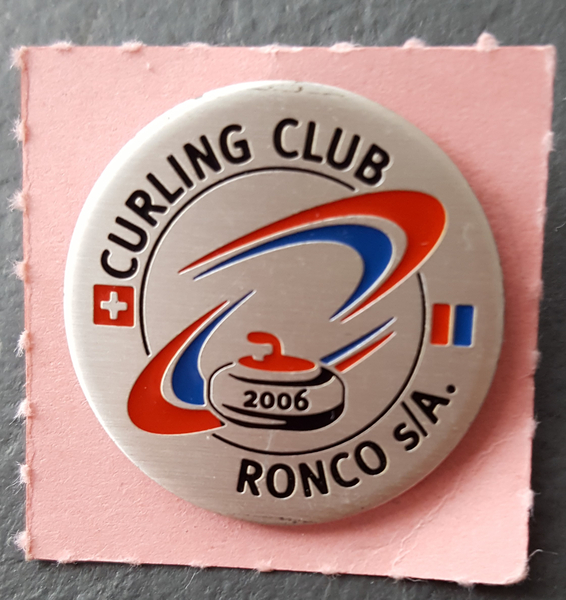 CURLING CLUB
2006
RONCO s/A.